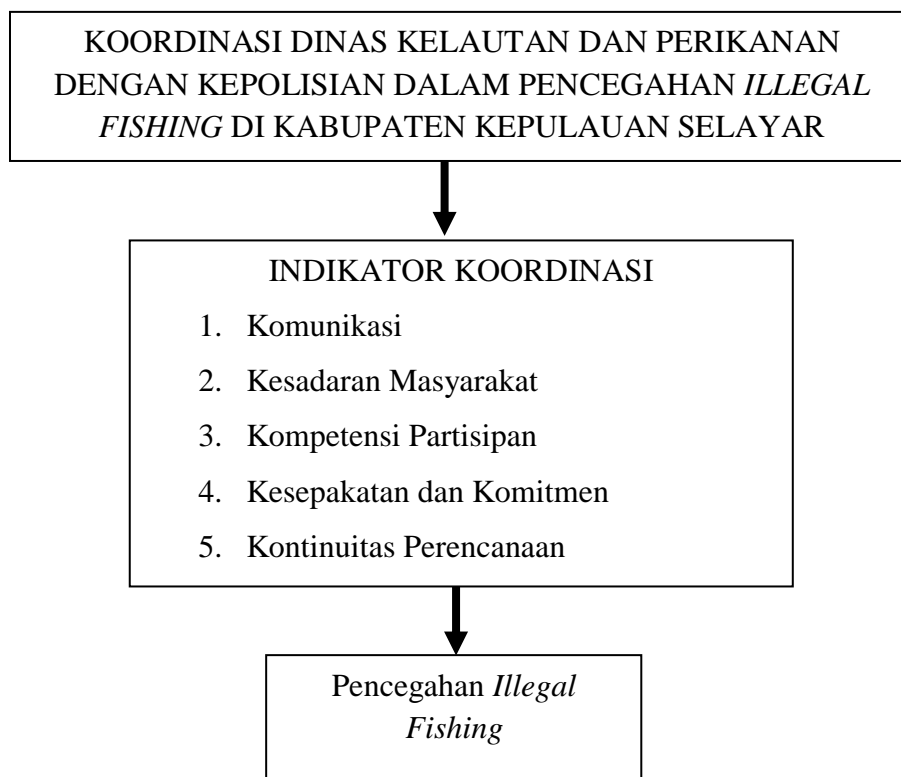 KOORDINASI DINAS KELAUTAN DAN PERIKANAN
DENGAN KEPOLISIAN DALAM PENCEGAHAN ILLEGAL
FISHING DI KABUPATEN KEPULAUAN SELAYAR
INDIKATOR KOORDINASI
1. Komunikasi
2. Kesadaran Masyarakat
3. Kompetensi Partisipan
4. Kesepakatan dan Komitmen
5. Kontinuitas Perencanaan
Pencegahan Illegal
Fishing